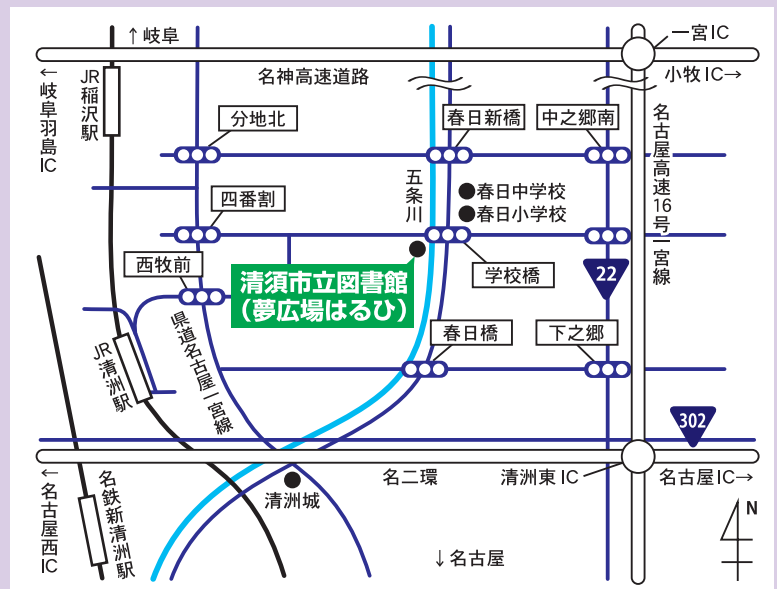 ↑岐阜
一宮IC
名神高速道路
小牧IC→
←岐阜羽島IC
JR稲沢駅
分地北
春日新橋
中之郷南
名古屋高速16号一宮線
五条川
春日中学校
春日小学校
四番割
西牧前
清須市立図書館
(夢広場はるひ)
学校橋
22
県道名古屋一宮線
JR清洲駅
春日橋
下之郷
302
←名古屋西IC
名鉄新清洲駅
清洲城
名二環
清洲東IC
名古屋IC→
↓名古屋
N